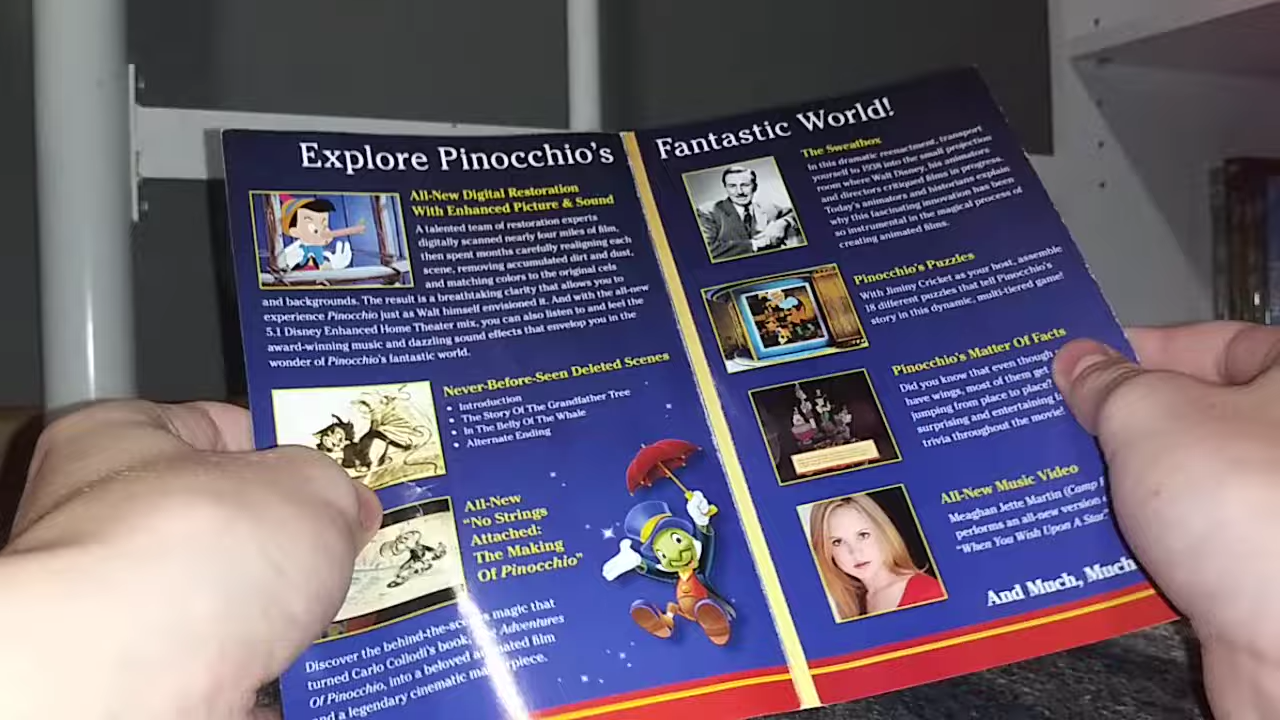 Explore Pinocchio's
Fantastic World!
All-New Digital Restoration
With Enhanced Picture & Sound
A talented team of restoration experts
digitally scanned nearly four miles of film,
then spent months carefully realigning each
scene, removing accumulated dirt and dust,
and matching colors to the original cels
and backgrounds. The result is a breathtaking clarity that allows you to
experience Pinocchio just as Walt himself envisioned it. And with the all-new
5.1 Disney Enhanced Home Theater mix, you can also listen to and feel the
award-winning music and dazzling sound effects that envelop you in the
wonder of Pinocchio's fantastic world.
Never-Before-Seen Deleted Scenes
• Introduction
• The Story Of The Grandfather Tree
• In The Belly Of The Whale
• Alternate Ending
All-New
"No Strings
Attached:
The Making
Of Pinocchio"
Discover the behind-the-scenes magic that
turned Carlo Collodi's book, Adventures
Of Pinocchio, into a beloved animated film
and a legendary cinematic masterpiece.
The Sweatbox
In this dramatic reenactment, transport
yourself to 1938 into the small projection
room where Walt Disney, his animators
and directors critiqued films in progress.
Today's animators and historians explain
why this fascinating innovation has been
so instrumental in the magical process of
creating animated films.
Pinocchio's Puzzles
With Jiminy Cricket as your host, assemble
18 different puzzles that tell Pinocchio's
story in this dynamic, multi-tiered game!
Pinocchio's Matter Of Facts
Did you know that even though
have wings, most of them get
jumping from place to place?
surprising and entertaining
trivia throughout the movie!
All-New Music Video
Meaghan Jette Martin (Camp
performs an all-new version
"When You Wish Upon A Star."
And Much, Much